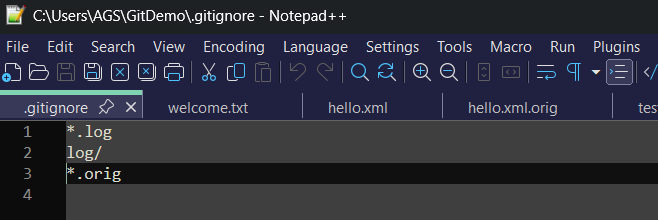 C:\Users\AGS\GitDemo\.gitignore - Notepad++
File Edit Search View Encoding Language Settings Tools Macro Run Plugins
.gitignore welcome.txt hello.xml hello.xml.orig tes
1 *.log
2 log/
3 *.orig
4